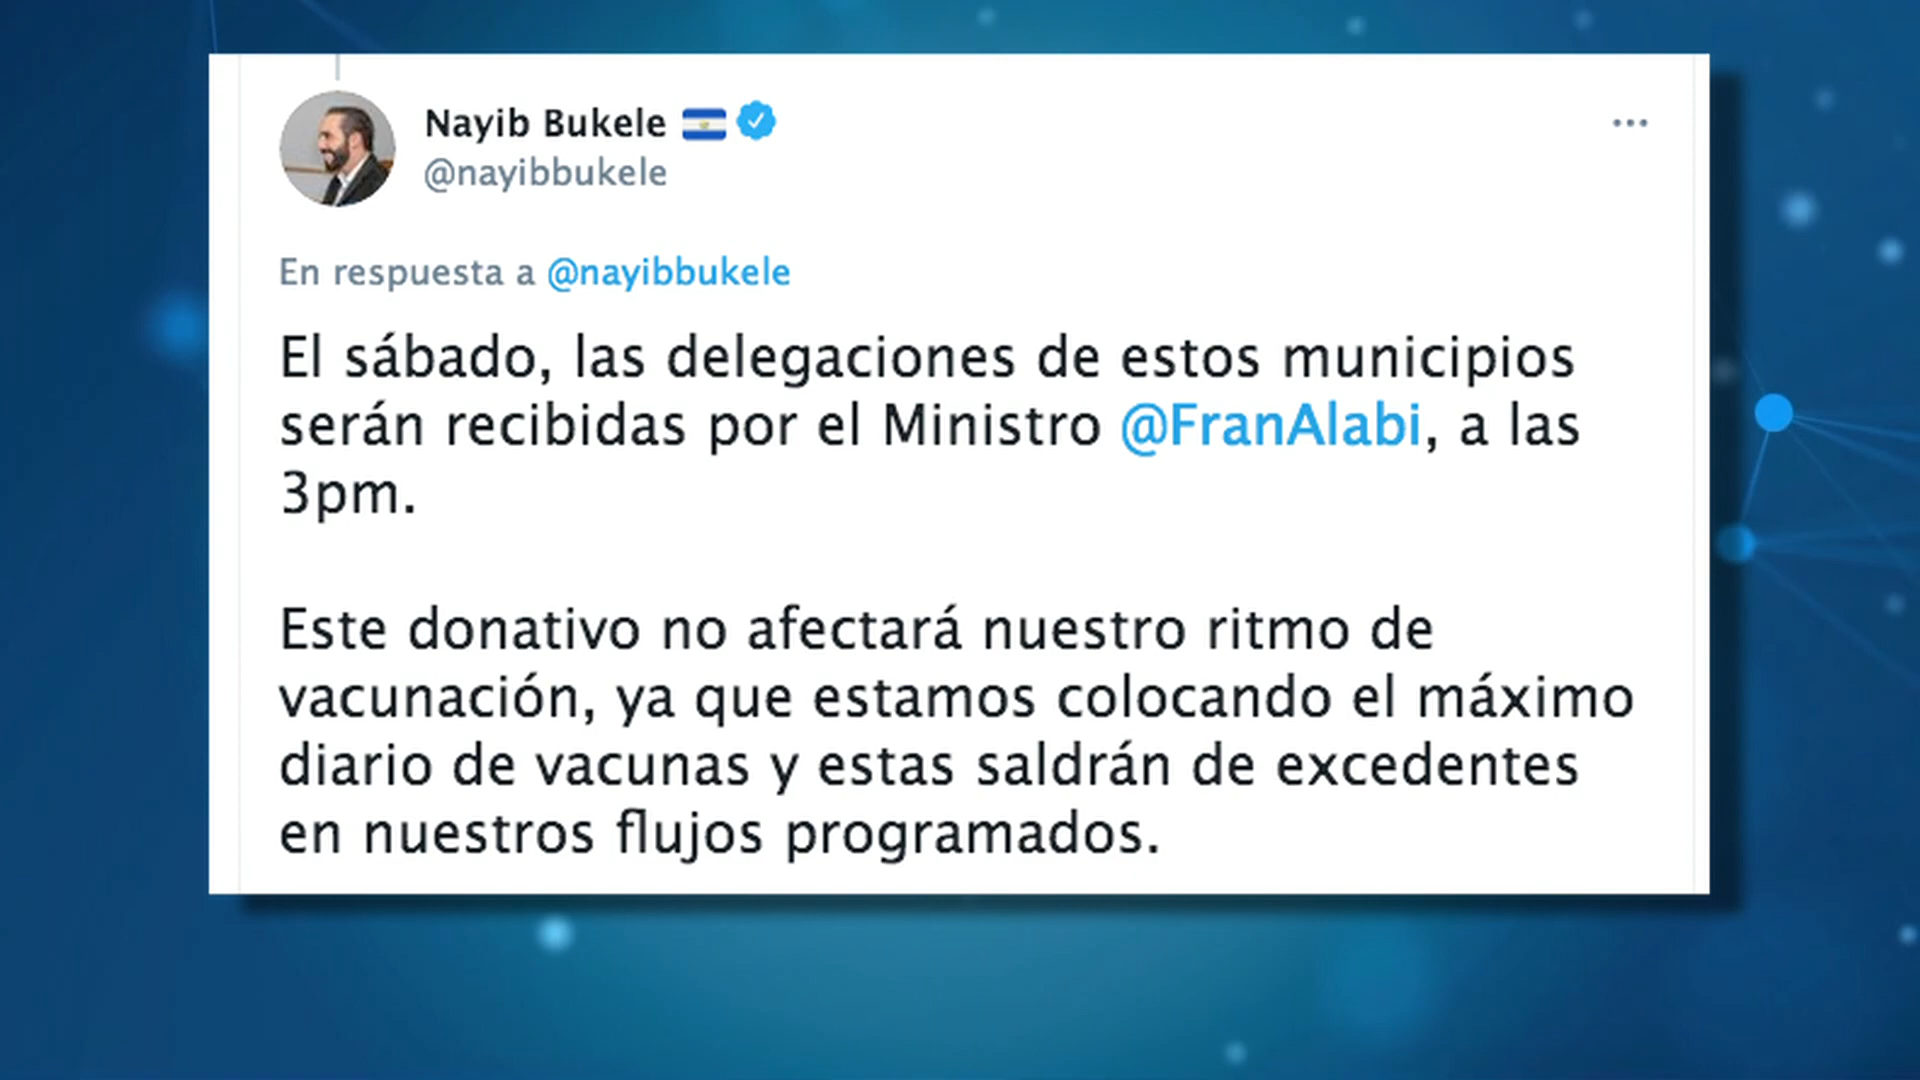 Nayib Bukele
@nayibbukele
En respuesta a @nayibbukele
El sábado, las delegaciones de estos municipios
serán recibidas por el Ministro @FranAlabi, a las
3pm.
Este donativo no afectará nuestro ritmo de
vacunación, ya que estamos colocando el máximo
diario de vacunas y estas saldrán de excedentes
en nuestros flujos programados.